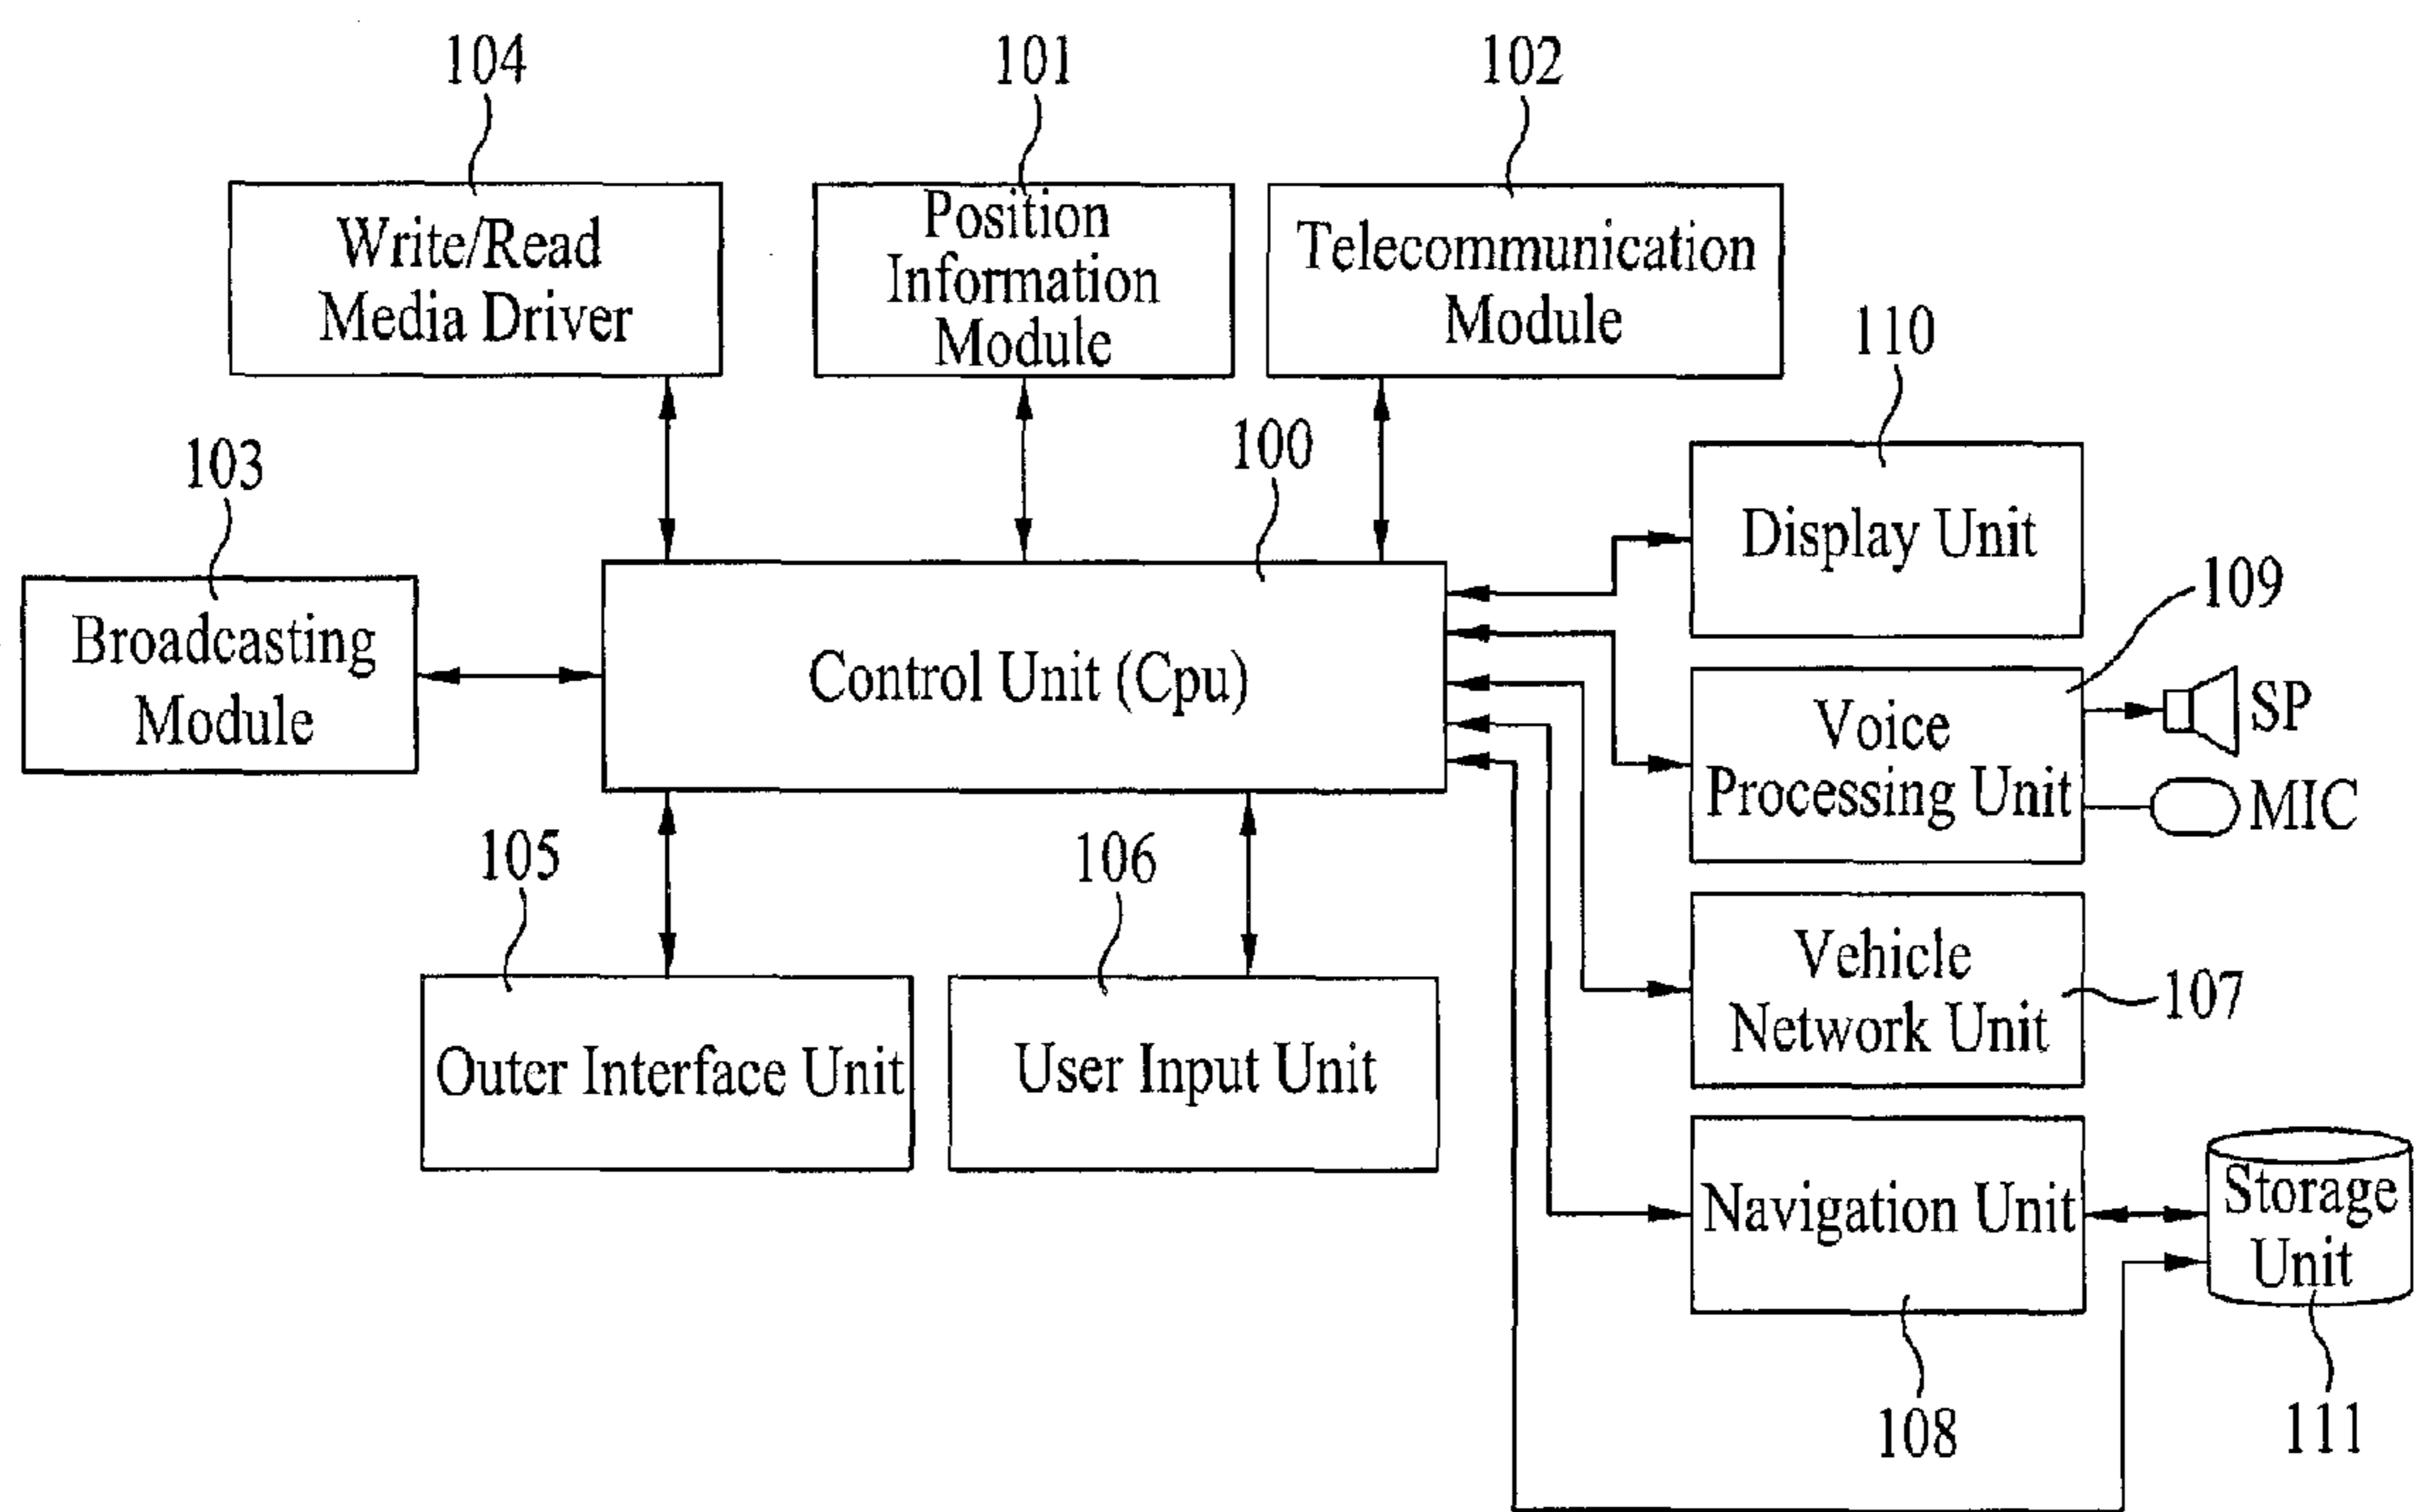 104
101
102
Write/Read
Media Driver
Position
Information
Module
Telecommunication
Module
110
103
100
Display Unit
109
Broadcasting
Module
Control Unit (Cpu)
Voice
Processing Unit
SP
MIC
105
106
Vehicle
Network Unit
107
Outer Interface Unit
User Input Unit
Navigation Unit
Storage
Unit
108
111